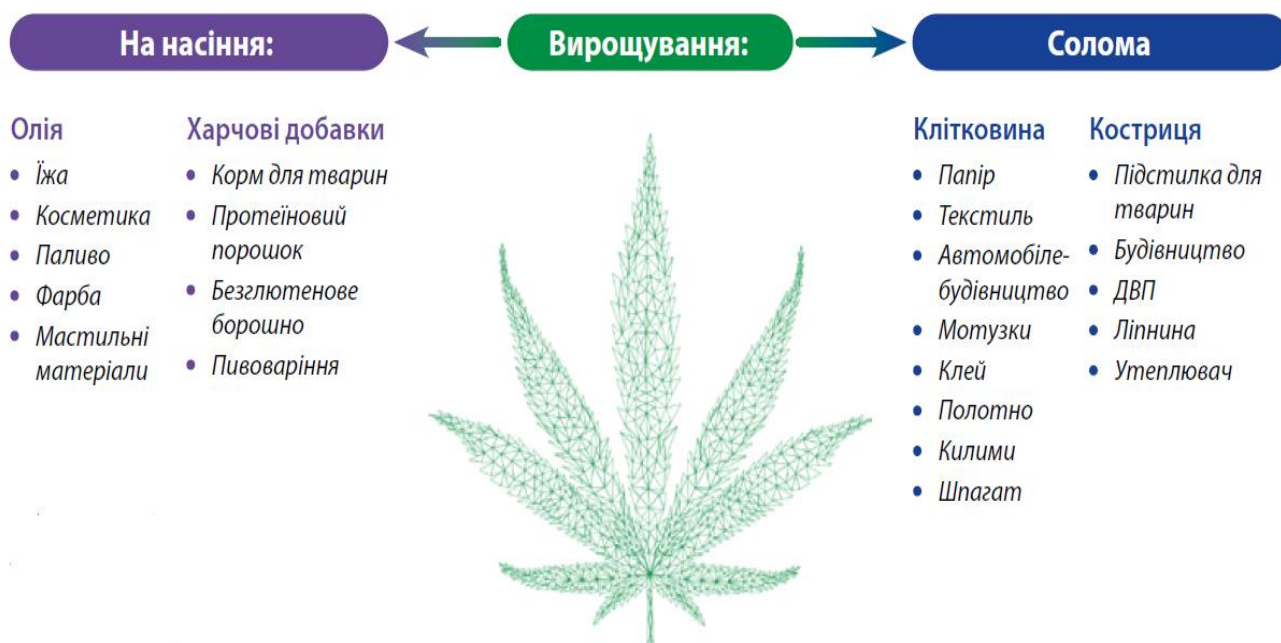 На насіння:
Вирощування:
Солома
Олія
• Їжа
• Косметика
• Паливо
• Фарба
• Мастильні
матеріали
Харчові добавки
• Корм для тварин
• Протеїновий
порошок
• Безглютенове
борошно
• Пивоваріння
Клітковина
• Папір
• Текстиль
• Автомобіле-
будівництво
• Мотузки
• Клей
• Полотно
• Килими
• Шпагат
Костриця
• Підстилка для
тварин
• Будівництво
• ДВП
• Ліпнина
• Утеплювач